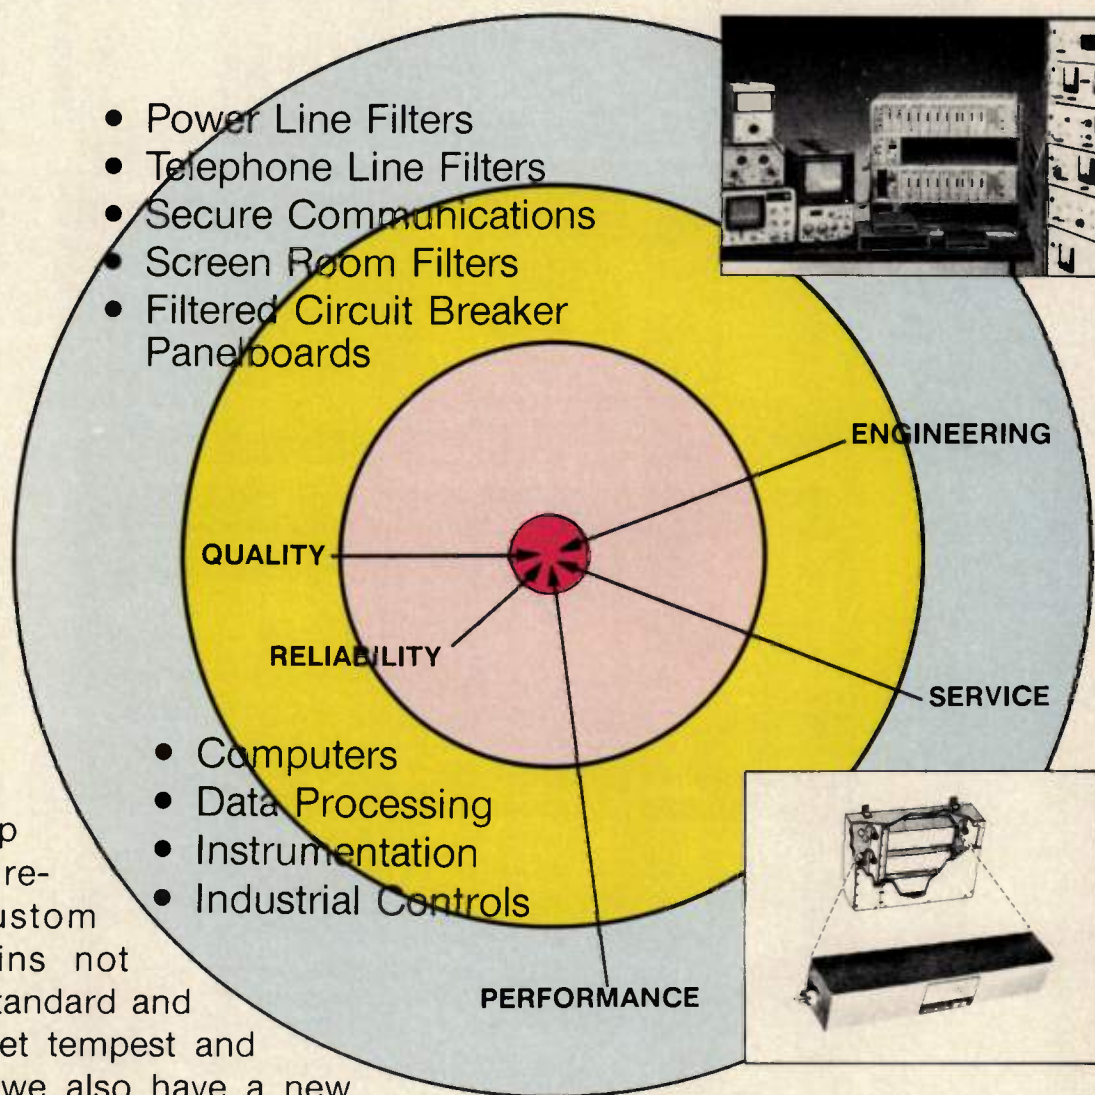 • Power Line Filters
• Telephone Line Filters
• Secure Communications
• Screen Room Filters
• Filtered Circuit Breaker
Panelboards
ENGINEERING
QUALITY
RELIABILITY
SERVICE
• Computers
• Data Processing
• Instrumentation
• Industrial Controls
PERFORMANCE
p
re-
ustom
ins not
tandard and
et tempest and
we also have a new